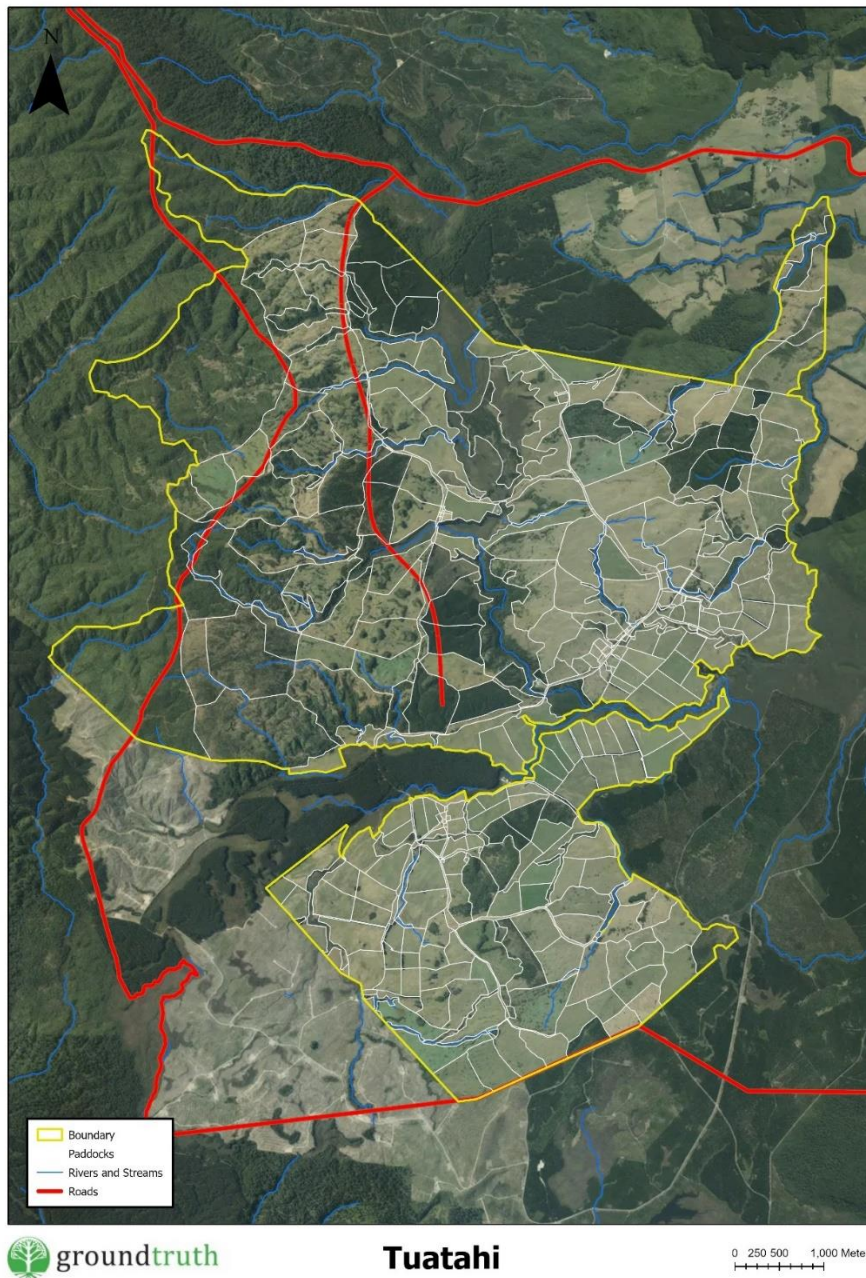 N
Boundary
Paddocks
Rivers and Streams
Roads
groundtruth
Tuatahi
0 250 500 1,000 Mete